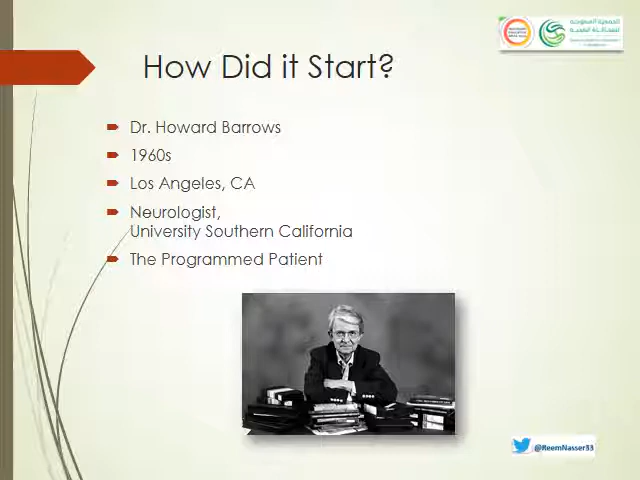 How Did it Start?
Dr. Howard Barrows
1960s
Los Angeles, CA
Neurologist,
University Southern California
The Programmed Patient
@ReemNasser33